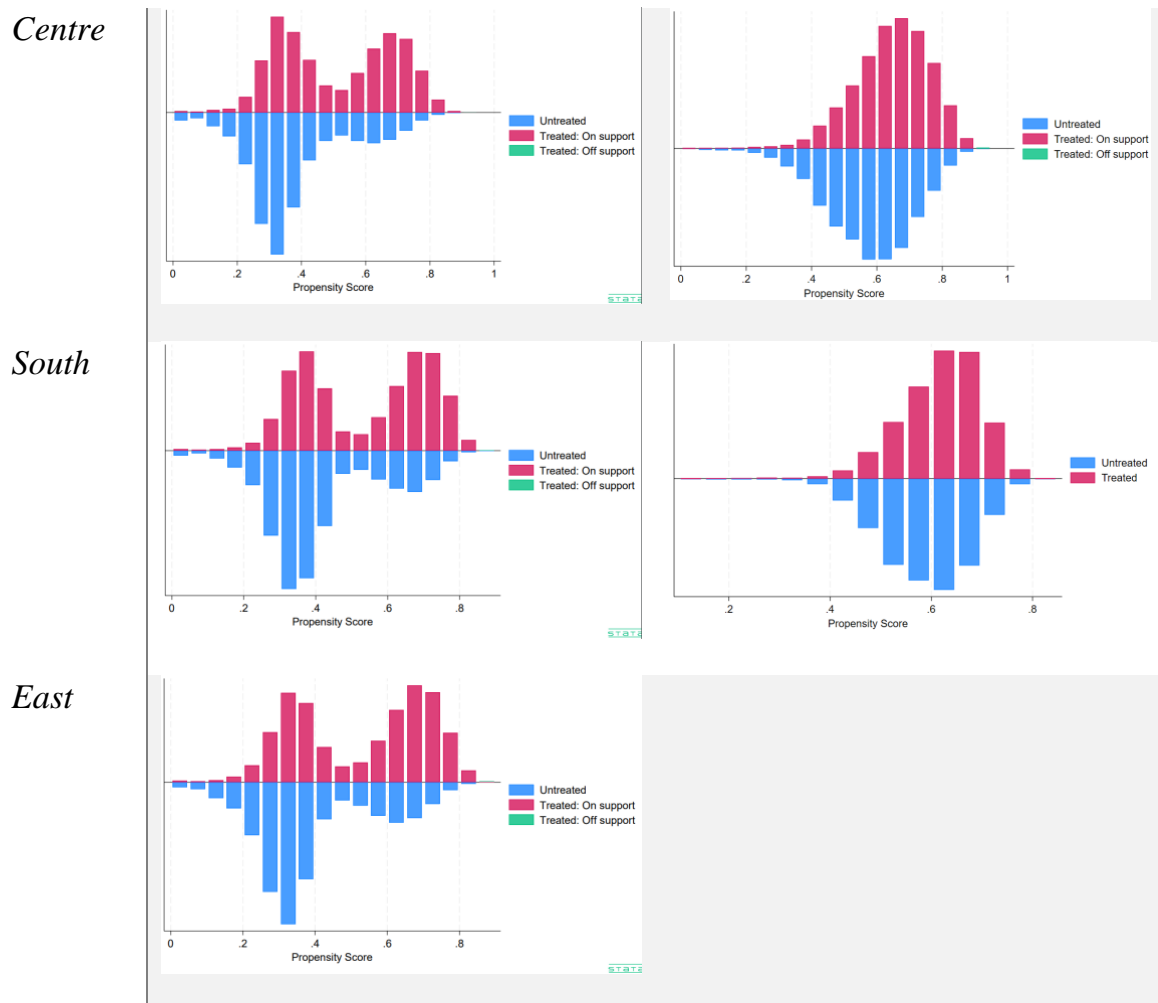 Centre
Untreated
Treated: On support
Treated: Off support
0 .2 .4 .6 .8 1
Propensity Score
STATA
Untreated
Treated: On support
Treated: Off support
0 .2 .4 .6 .8 1
Propensity Score
South
Untreated
Treated: On support
Treated: Off support
0 .2 .4 .6 .8
Propensity Score
STATA
Untreated
Treated
.2 .4 .6 .8
Propensity Score
East
Untreated
Treated: On support
Treated: Off support
0 .2 .4 .6 .8
Propensity Score
STATA